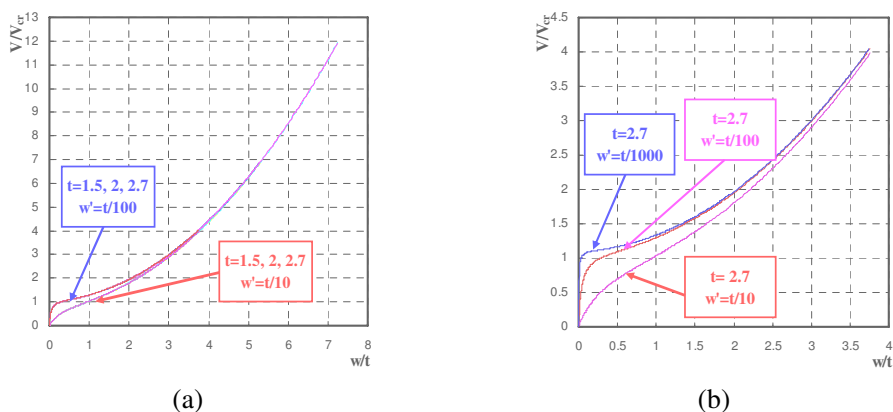 V/Vcr
13
12
11
10
9
8
7
6
5
4
3
2
1
0
t=1.5, 2, 2.7
w'=t/100
t=1.5, 2, 2.7
w'=t/10
0 1 2 3 4 5 6 7 8
w/t
(a)
V/Vcr
4.5
4
3.5
3
2.5
2
1.5
1
0.5
0
t=2.7
w'=t/1000
t=2.7
w'=t/100
t= 2.7
w'=t/10
0 0.5 1 1.5 2 2.5 3 3.5 4
w/t
(b)